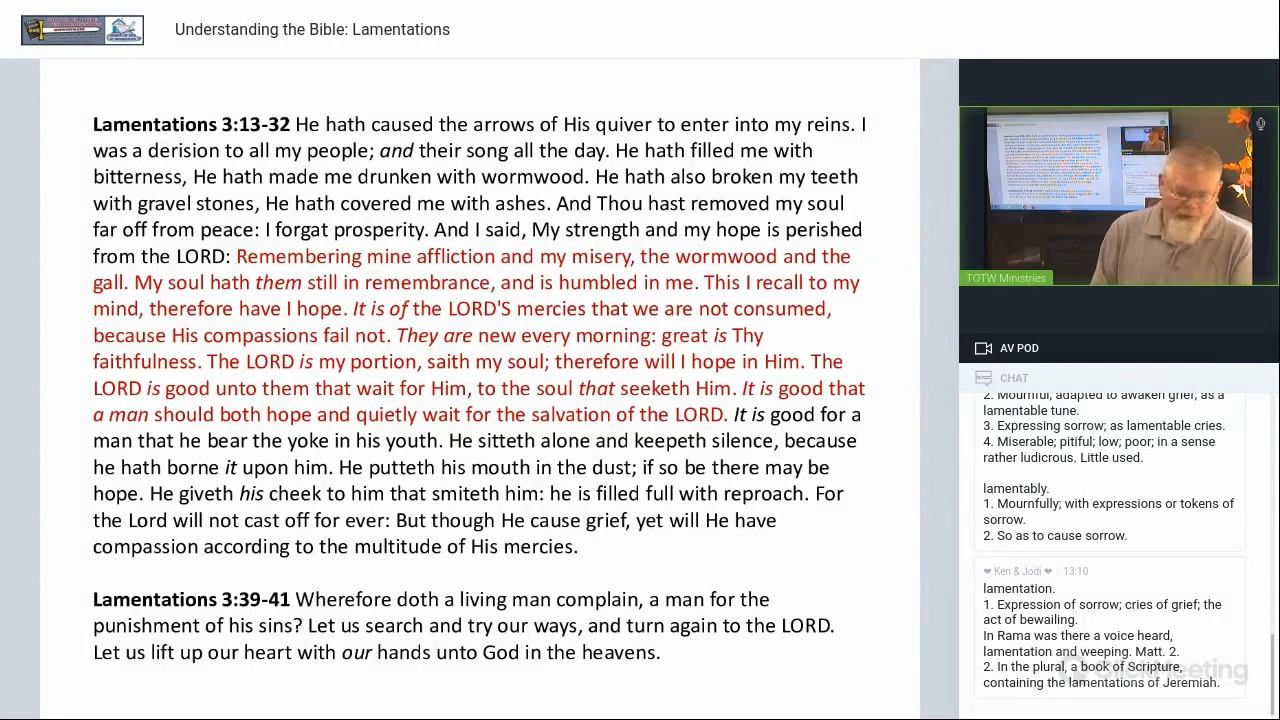 Understanding the Bible: Lamentations
Lamentations 3:13-32 He hath caused the arrows of His quiver to enter into my reins. I
was a derision to all my people; and their song all the day. He hath filled me with
bitterness, He hath made me drunken with wormwood. He hath also broken my teeth
with gravel stones, He hath covered me with ashes. And Thou hast removed my soul
far off from peace: I forgat prosperity. And I said, My strength and my hope is perished
from the LORD: Remembering mine affliction and my misery, the wormwood and the
gall. My soul hath them still in remembrance, and is humbled in me. This I recall to my
mind, therefore have I hope. It is of the LORD'S mercies that we are not consumed,
because His compassions fail not. They are new every morning: great is Thy
faithfulness. The LORD is my portion, saith my soul; therefore will I hope in Him. The
LORD is good unto them that wait for Him, to the soul that seeketh Him. It is good that
a man should both hope and quietly wait for the salvation of the LORD. It is good for a
man that he bear the yoke in his youth. He sitteth alone and keepeth silence, because
he hath borne it upon him. He putteth his mouth in the dust; if so be there may be
hope. He giveth his cheek to him that smiteth him: he is filled full with reproach. For
the Lord will not cast off for ever: But though He cause grief, yet will He have
compassion according to the multitude of His mercies.
Lamentations 3:39-41 Wherefore doth a living man complain, a man for the
punishment of his sins? Let us search and try our ways, and turn again to the LORD.
Let us lift up our heart with our hands unto God in the heavens.
TOTW Ministries
AV POD
CHAT
2. Mournful; adapted to awaken grief; as a
lamentable tune.
3. Expressing sorrow; as lamentable cries.
4. Miserable; pitiful; low; poor; in a sense
rather ludicrous. Little used.
lamentably.
1. Mournfully; with expressions or tokens of
sorrow.
2. So as to cause sorrow.
❤ Ken & Jodi ❤ 13:10
lamentation.
1. Expression of sorrow; cries of grief; the
act of bewailing.
In Rama was there a voice heard,
lamentation and weeping. Matt. 2.
2. In the plural, a book of Scripture,
containing the lamentations of Jeremiah.
ClickMeeting